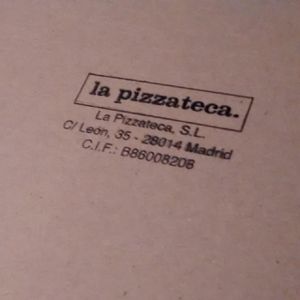 la pizzateca.
La Pizzateca, S.L.
C/ León, 35 - 28014 Madrid
C.I.F.: B86008208